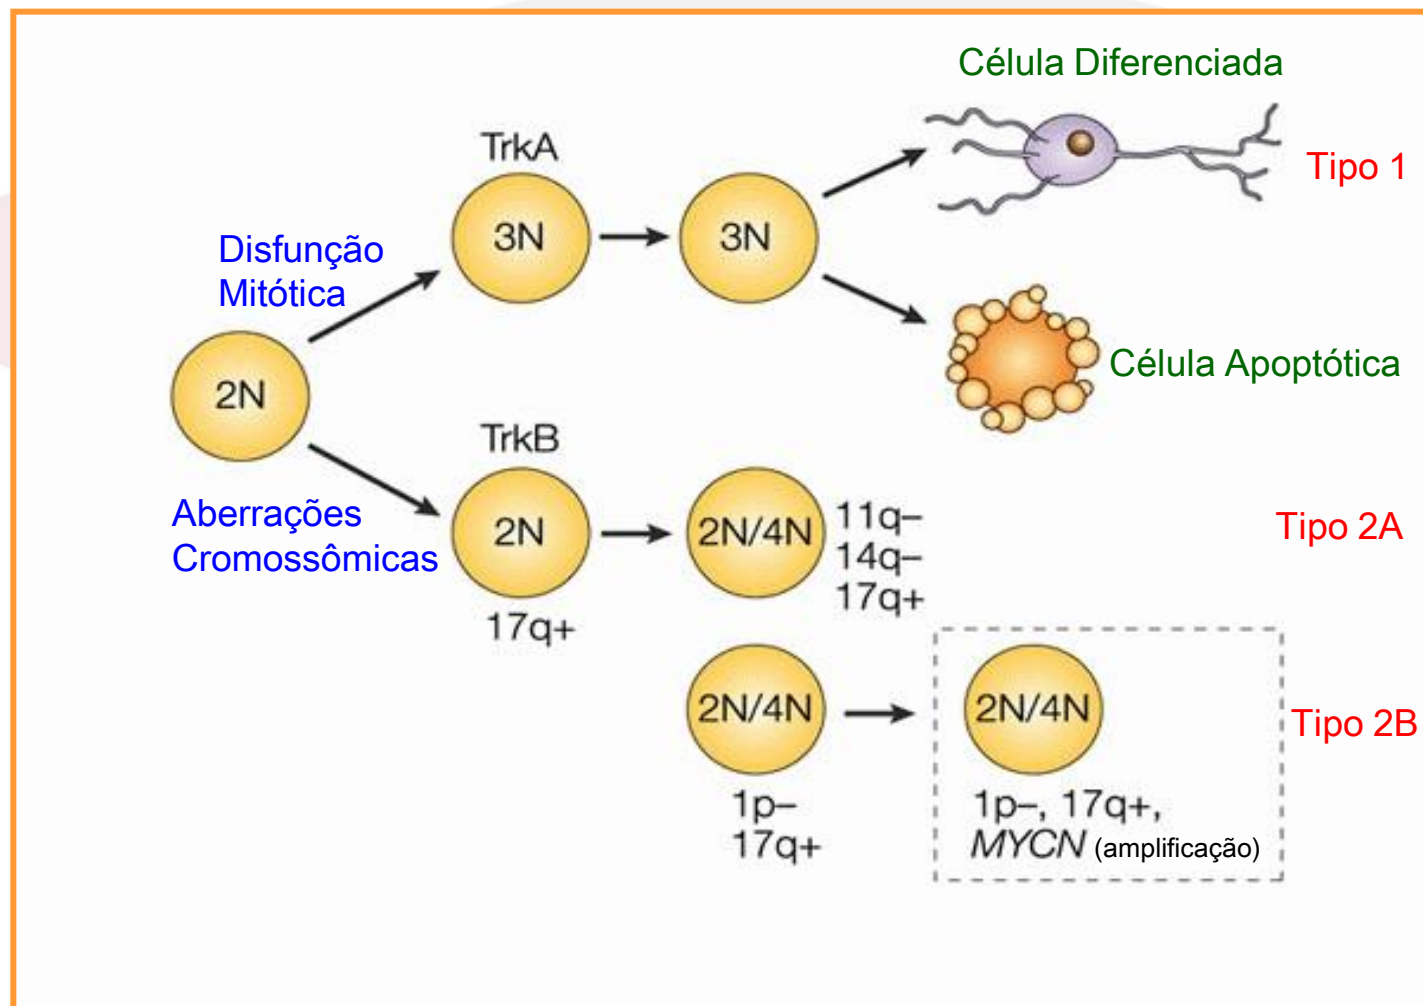 Célula Diferenciada
TrkA
Tipo 1
3N
3N
Disfunção
Mitótica
Célula Apoptótica
2N
TrkB
Aberrações
Cromossômicas
2N
2N/4N
11q–
14q–
17q+
Tipo 2A
17q+
2N/4N
2N/4N
Tipo 2B
1p–
17q+
1p–, 17q+,
MYCN (amplificação)